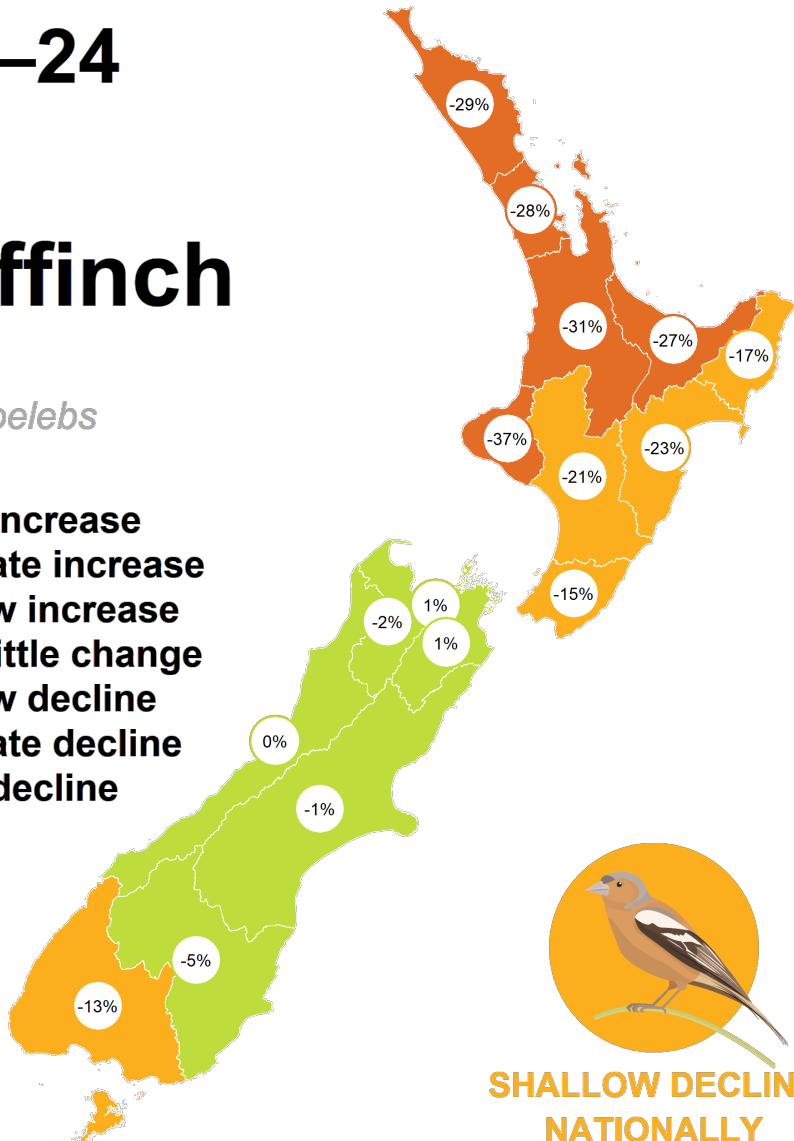 –24
ffinch
oelebs
ncrease
ate increase
w increase
ittle change
w decline
ate decline
decline
-29%
-28%
-31%
-27%
-17%
-37%
-23%
-21%
-15%
1%
-2%
1%
0%
-1%
-5%
-13%
SHALLOW DECLIN
NATIONALLY